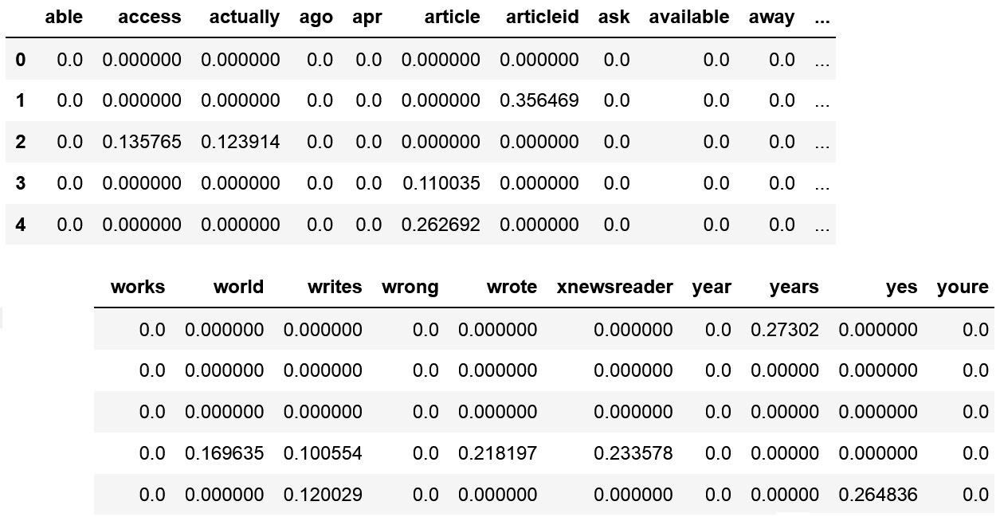 able access actually ago apr article articleid ask available away ...
0 0.0 0.000000 0.000000 0.0 0.0 0.000000 0.000000 0.0 0.0 0.0 ...
1 0.0 0.000000 0.000000 0.0 0.0 0.000000 0.356469 0.0 0.0 0.0 ...
2 0.0 0.135765 0.123914 0.0 0.0 0.000000 0.000000 0.0 0.0 0.0 ...
3 0.0 0.000000 0.000000 0.0 0.0 0.110035 0.000000 0.0 0.0 0.0 ...
4 0.0 0.000000 0.000000 0.0 0.0 0.262692 0.000000 0.0 0.0 0.0 ...
works world writes wrong wrote xnewsreader year years yes youre
0.0 0.000000 0.000000 0.0 0.000000 0.000000 0.0 0.27302 0.000000 0.0
0.0 0.000000 0.000000 0.0 0.000000 0.000000 0.0 0.00000 0.000000 0.0
0.0 0.000000 0.000000 0.0 0.000000 0.000000 0.0 0.00000 0.000000 0.0
0.0 0.169635 0.100554 0.0 0.218197 0.233578 0.0 0.00000 0.000000 0.0
0.0 0.000000 0.120029 0.0 0.000000 0.000000 0.0 0.00000 0.264836 0.0